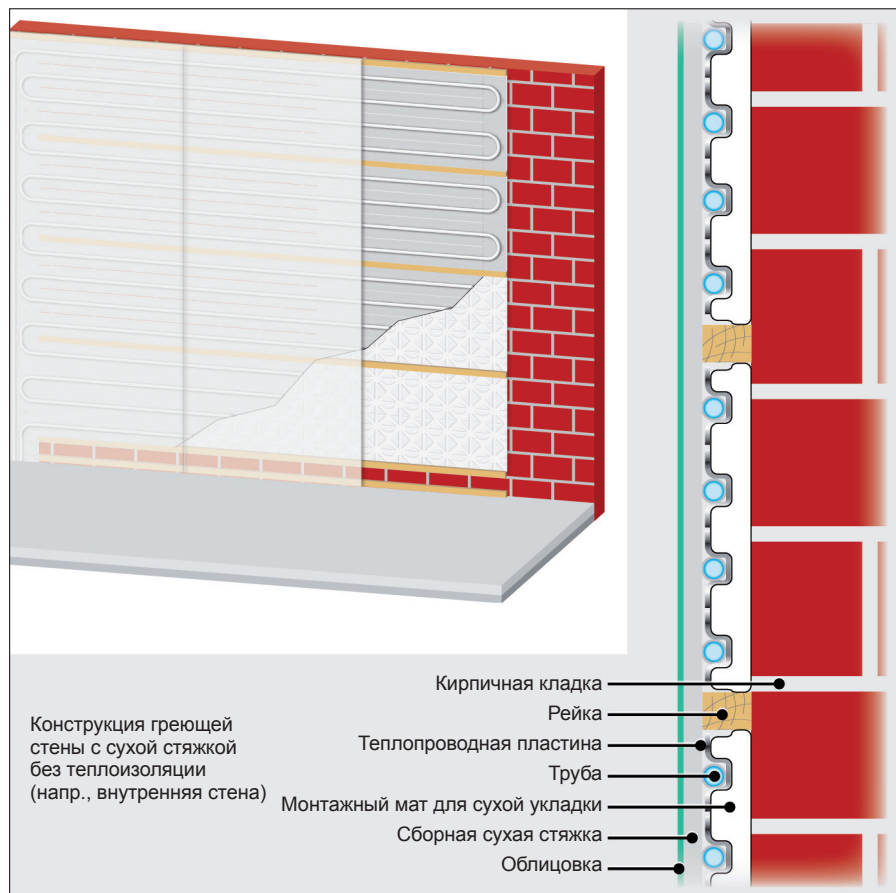 Кирпичная кладка
Рейка
Теплопроводная пластина
Труба
Монтажный мат для сухой укладки
Сборная сухая стяжка
Облицовка
Конструкция греющей
стены с сухой стяжкой
без теплоизоляции
(напр., внутренняя стена)